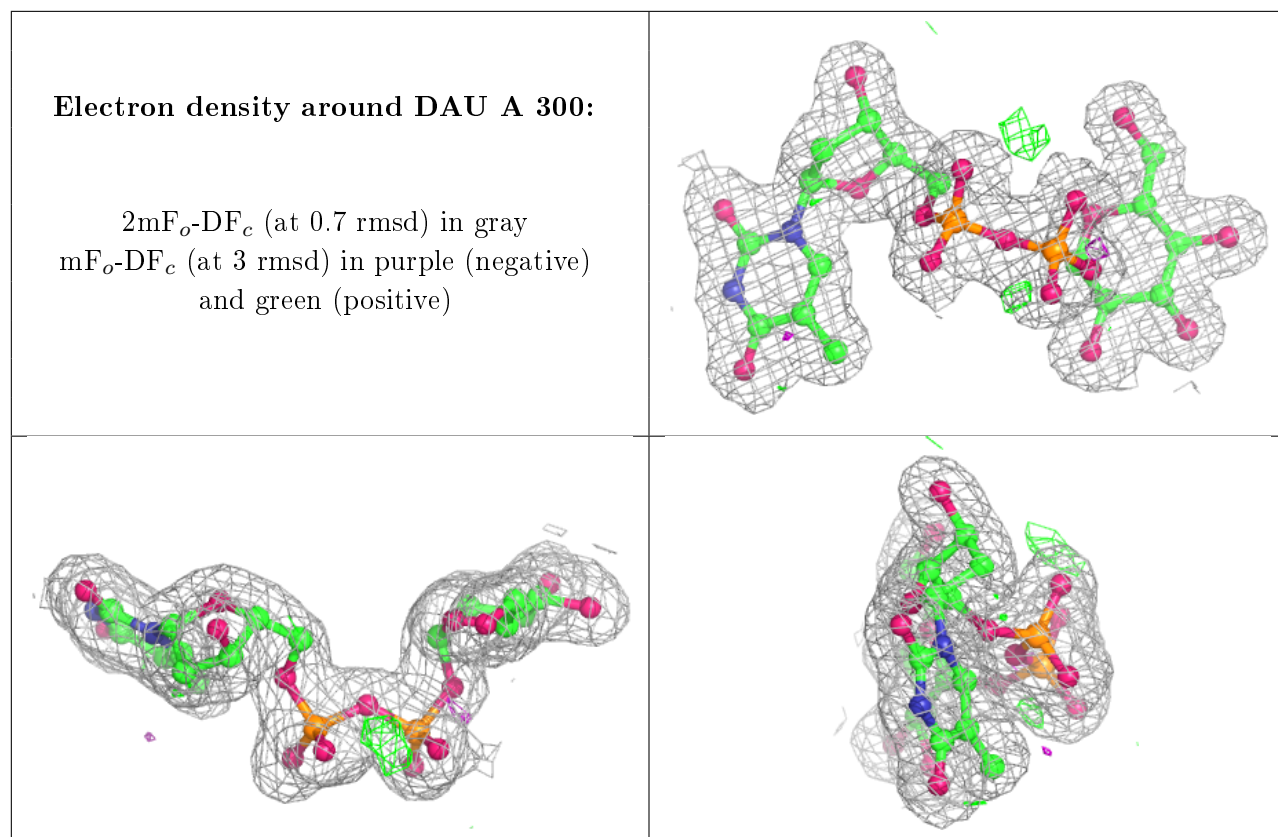 Electron density around DAU A 300:
2mFₒ-DF𝒸 (at 0.7 rmsd) in gray
mFₒ-DF𝒸 (at 3 rmsd) in purple (negative)
and green (positive)